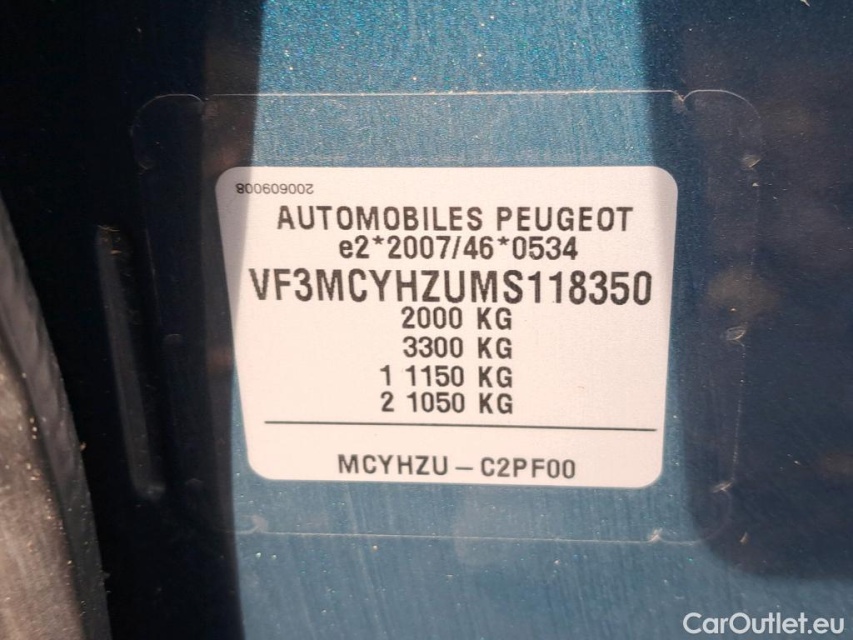 200609008
AUTOMOBILES PEUGEOT
e2*2007/46*0534
VF3MCYHZUMS118350
2000 KG
3300 KG
1 1150 KG
2 1050 KG
MCYHZU - C2PF00
CarOutlet.eu